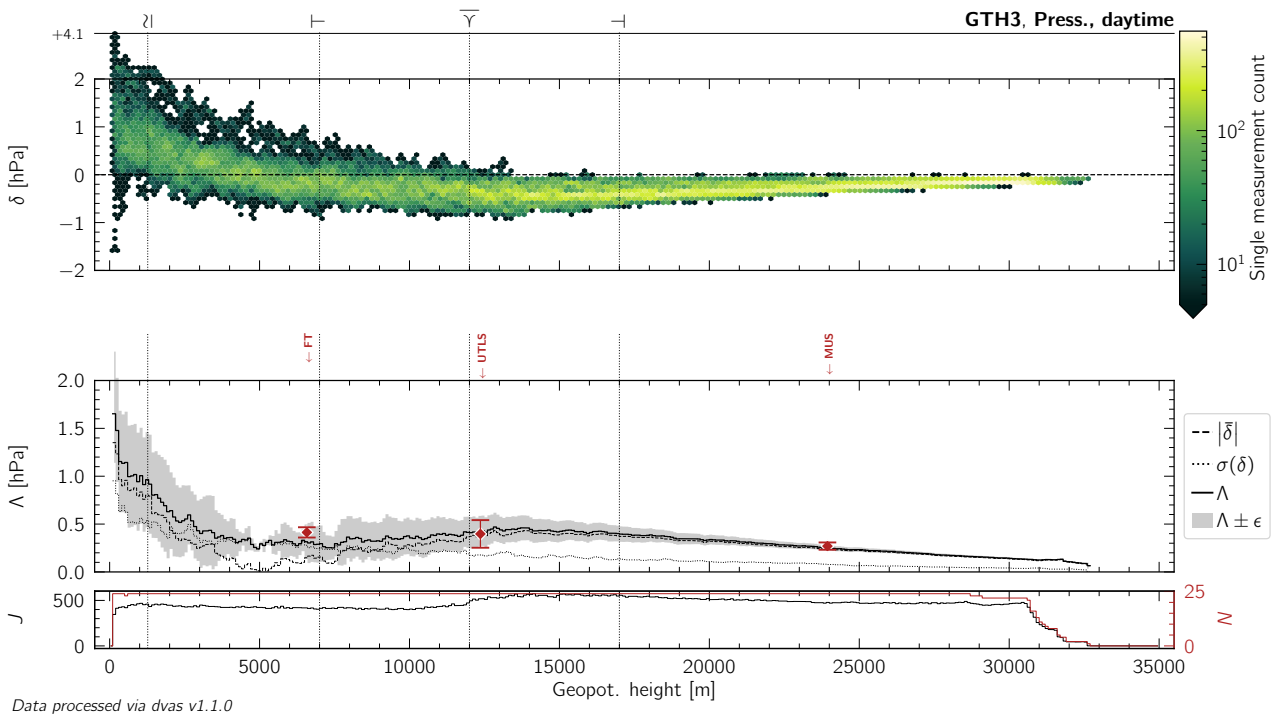 GTH3, Press., daytime
+4.1
2
1
0
−1
−2
δ [hPa]
10²
10¹
Single measurement count
FT
UTLS
MUS
2.0
1.5
1.0
0.5
0.0
Λ [hPa]
|δ̄|
σ(δ)
Λ
Λ ± ϵ
500
0
J
25
0
N
0 5000 10000 15000 20000 25000 30000 35000
Geopot. height [m]
Data processed via dvas v1.1.0